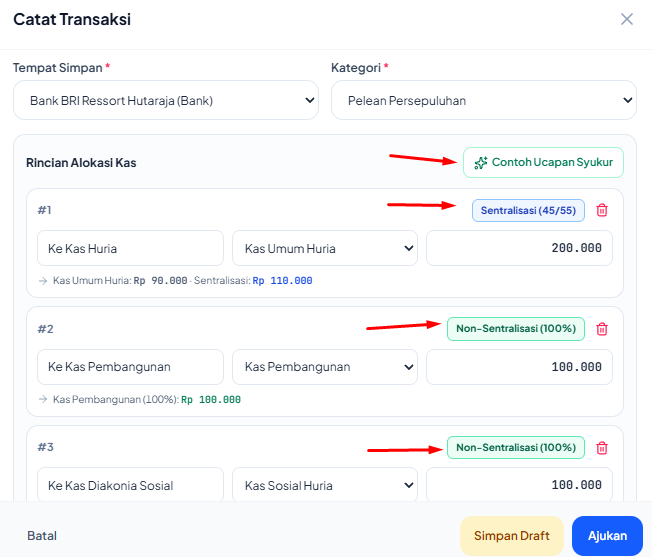 Catat Transaksi
Tempat Simpan *
Kategori *
Bank BRI Ressort Hutaraja (Bank)
Pelean Persepuluhan
Rincian Alokasi Kas
Contoh Ucapan Syukur
#1
Sentralisasi (45/55)
Ke Kas Huria
Kas Umum Huria
200.000
→ Kas Umum Huria: Rp 90.000 · Sentralisasi: Rp 110.000
#2
Non-Sentralisasi (100%)
Ke Kas Pembangunan
Kas Pembangunan
100.000
→ Kas Pembangunan (100%): Rp 100.000
#3
Non-Sentralisasi (100%)
Ke Kas Diakonia Sosial
Kas Sosial Huria
100.000
Batal
Simpan Draft
Ajukan